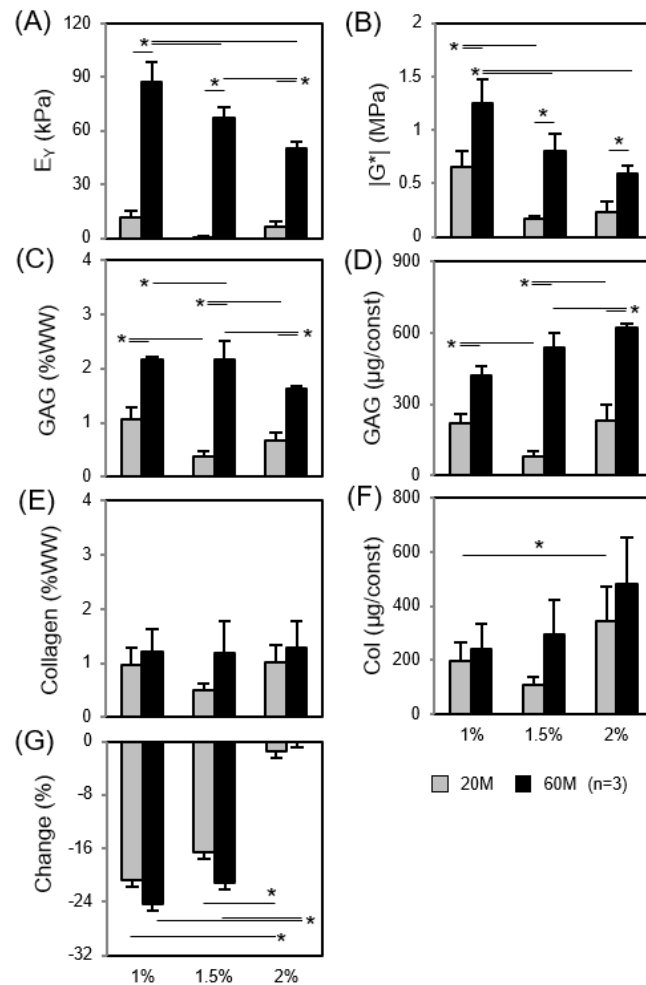 (A)
120
90
60
30
0
E_Y (kPa)
* * * *
(B)
2
1.5
1
0.5
0
|G*| (MPa)
* * * *
(C)
4
3
2
1
0
GAG (%WW)
* * * *
(D)
900
600
300
0
GAG (µg/const)
* * *
(E)
4
3
2
1
0
Collagen (%WW)
(F)
800
600
400
200
0
Col (µg/const)
*
1% 1.5% 2%
20M 60M (n=3)
(G)
0
-8
-16
-24
-32
Change (%)
* * *
1% 1.5% 2%